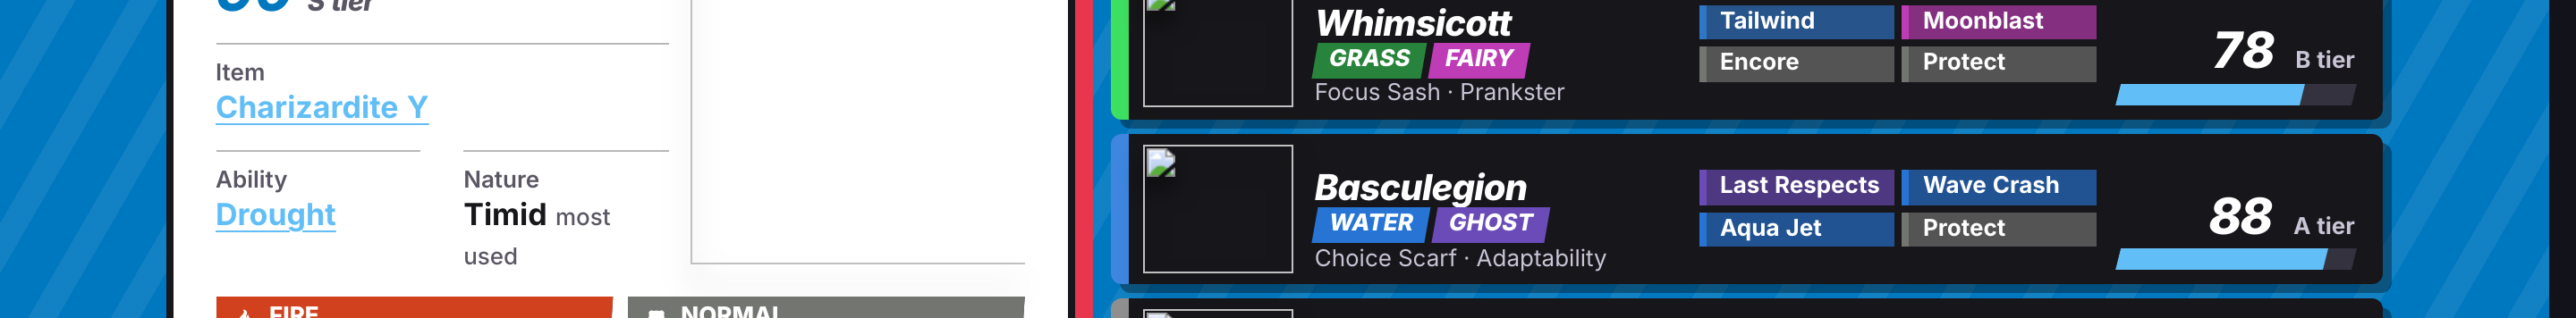 S tier
Item
Charizardite Y
Ability
Drought
Nature
Timid most
used
FIRE
NORMAL
Whimsicott
GRASS FAIRY
Focus Sash · Prankster
Tailwind Moonblast
Encore Protect
78 B tier
Basculegion
WATER GHOST
Choice Scarf · Adaptability
Last Respects Wave Crash
Aqua Jet Protect
88 A tier